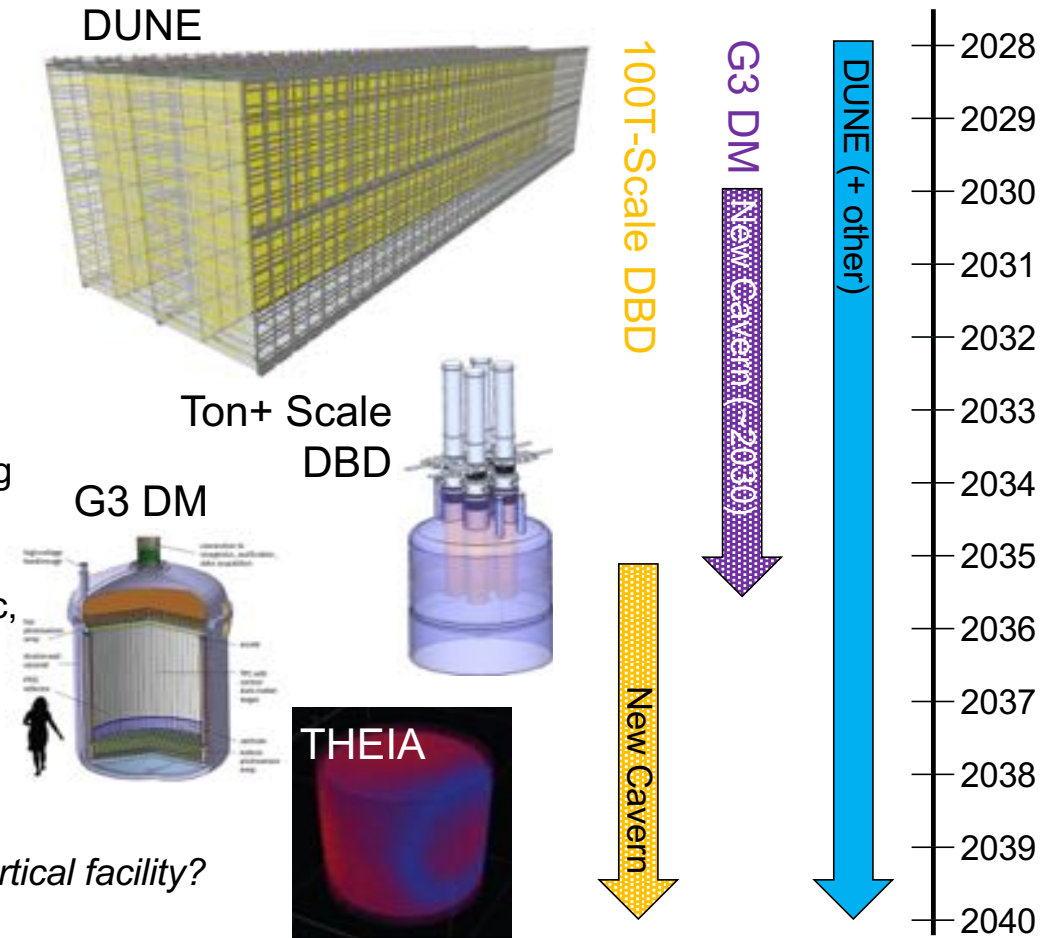 DUNE
100T-Scale DBD
G3 DM
DUNE (+ other)
New Cavern (~2030)
New Cavern
2028
2029
2030
2031
2032
2033
2034
2035
2036
2037
2038
2039
2040
Ton+ Scale
DBD
g
G3 DM
c,
THEIA
rtical facility?